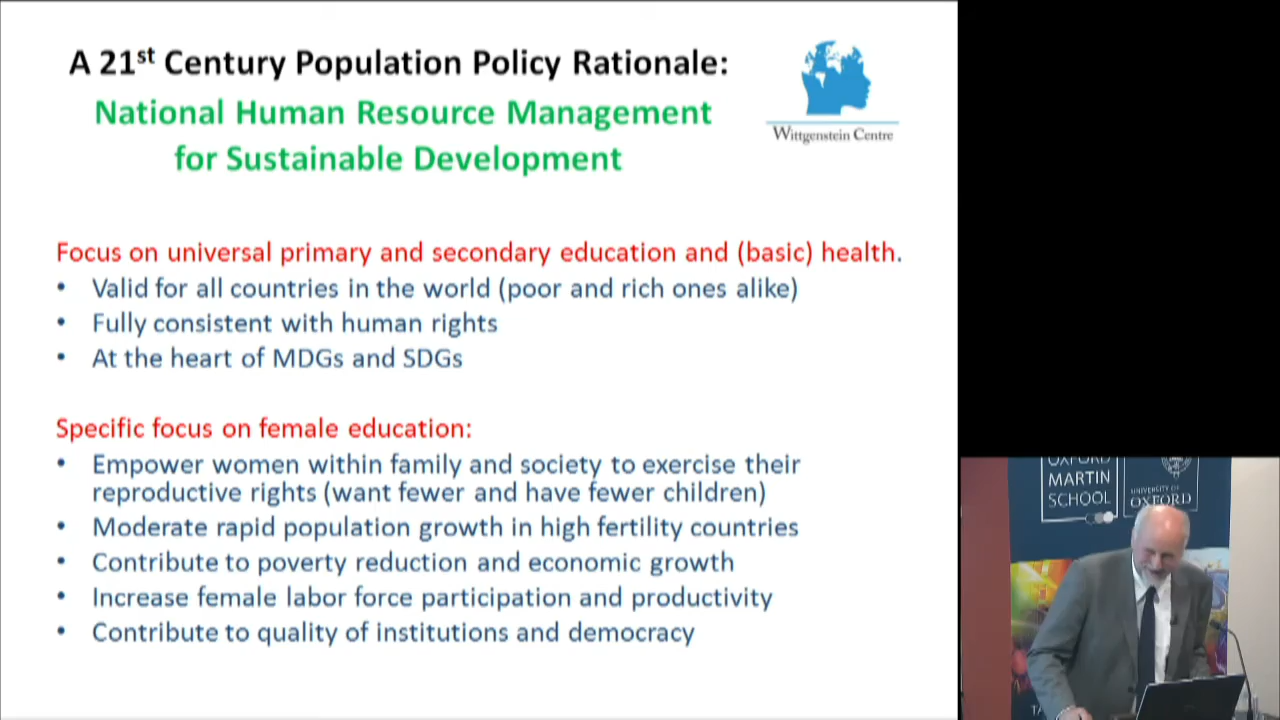 A 21st Century Population Policy Rationale:
National Human Resource Management
for Sustainable Development
Wittgenstein Centre
Focus on universal primary and secondary education and (basic) health.
• Valid for all countries in the world (poor and rich ones alike)
• Fully consistent with human rights
• At the heart of MDGs and SDGs
Specific focus on female education:
• Empower women within family and society to exercise their
reproductive rights (want fewer and have fewer children)
• Moderate rapid population growth in high fertility countries
• Contribute to poverty reduction and economic growth
• Increase female labor force participation and productivity
• Contribute to quality of institutions and democracy
OXFORD
MARTIN
SCHOOL
UNIVERSITY OF
OXFORD